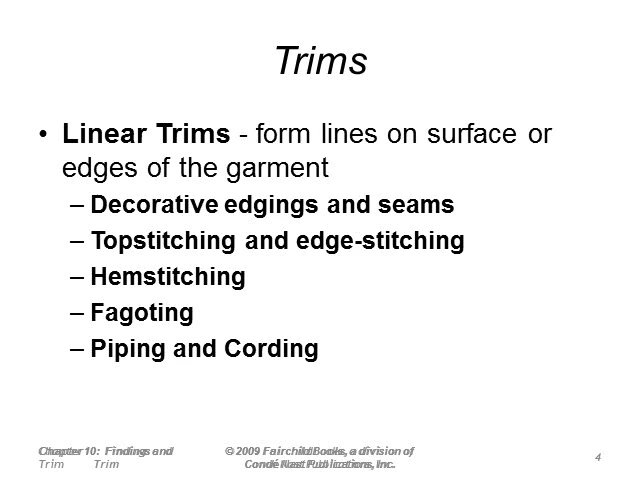 Trims
• Linear Trims - form lines on surface or
edges of the garment
– Decorative edgings and seams
– Topstitching and edge-stitching
– Hemstitching
– Fagoting
– Piping and Cording
Chapter 10: Findings and
Trim Trim
© 2009 Fairchild Books, a division of
Condé Nast Publications, Inc.
4